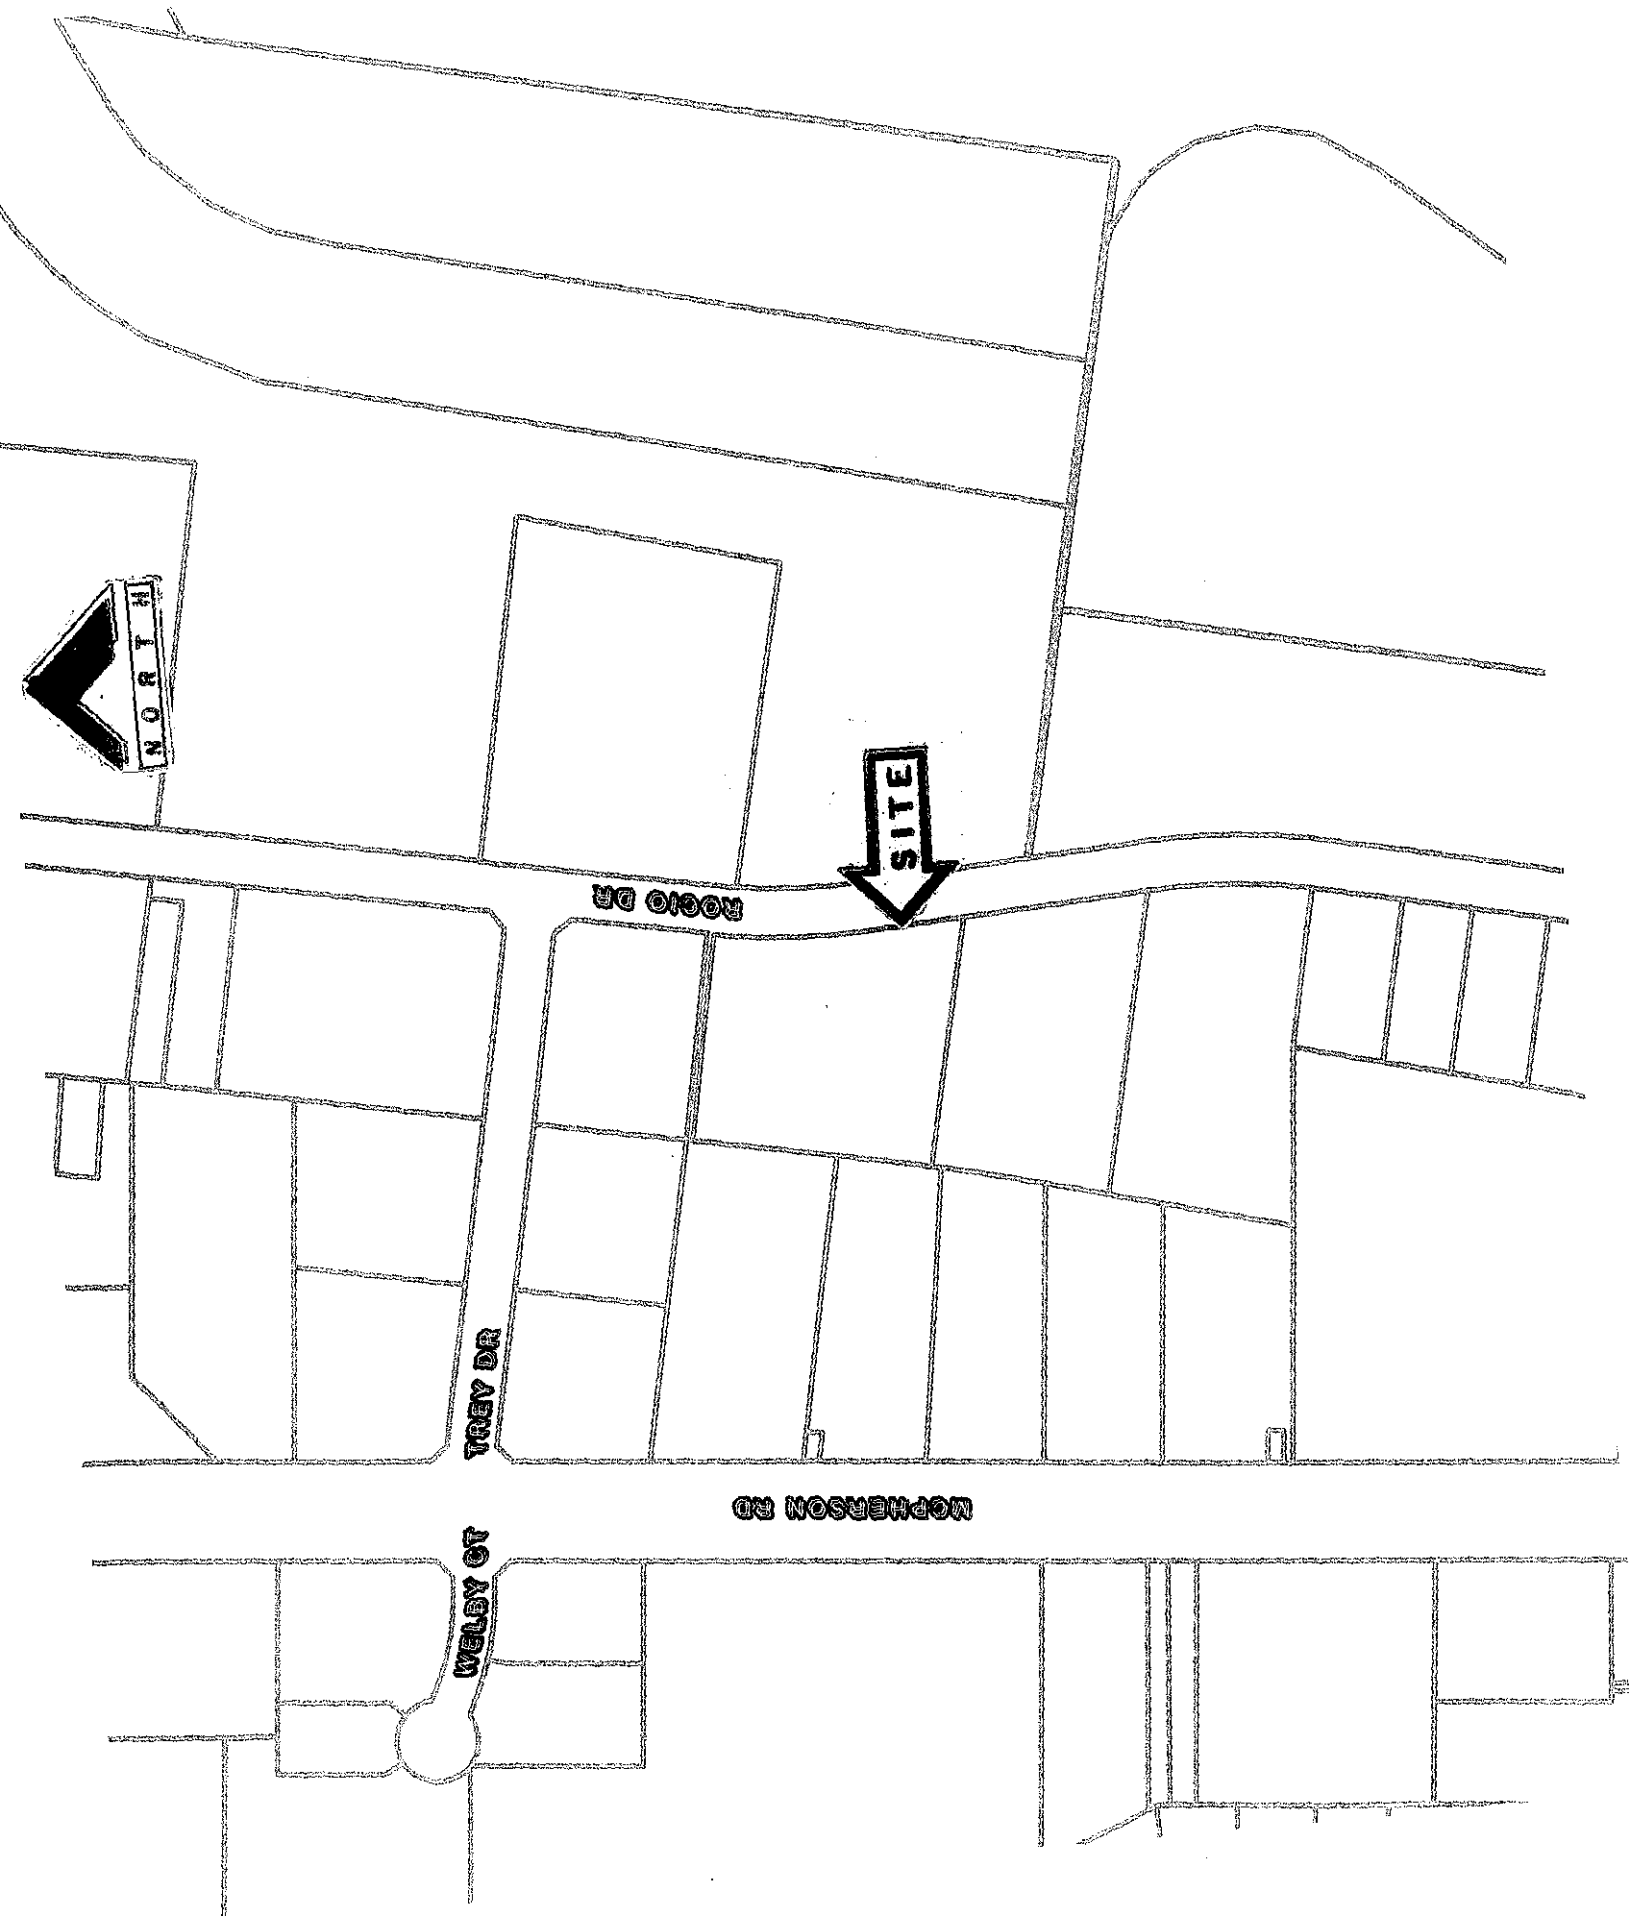 NORTH
SITE
ROCIO DR
TREY DR
MCPHERSON RD
WELBY CT